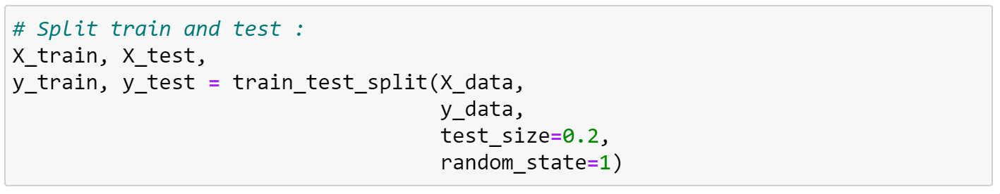 # Split train and test :
X_train, X_test,
y_train, y_test = train_test_split(X_data,
                                   y_data,
                                   test_size=0.2,
                                   random_state=1)